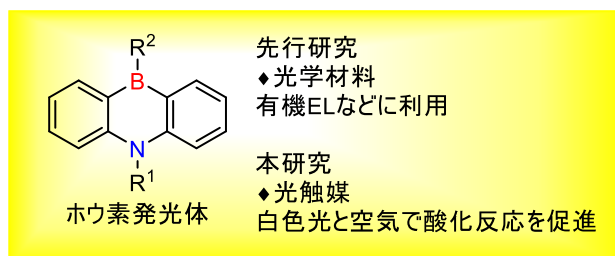 R2
B
N
R1
ホウ素発光体
先行研究
♦光学材料
有機ELなどに利用
本研究
♦光触媒
白色光と空気で酸化反応を促進